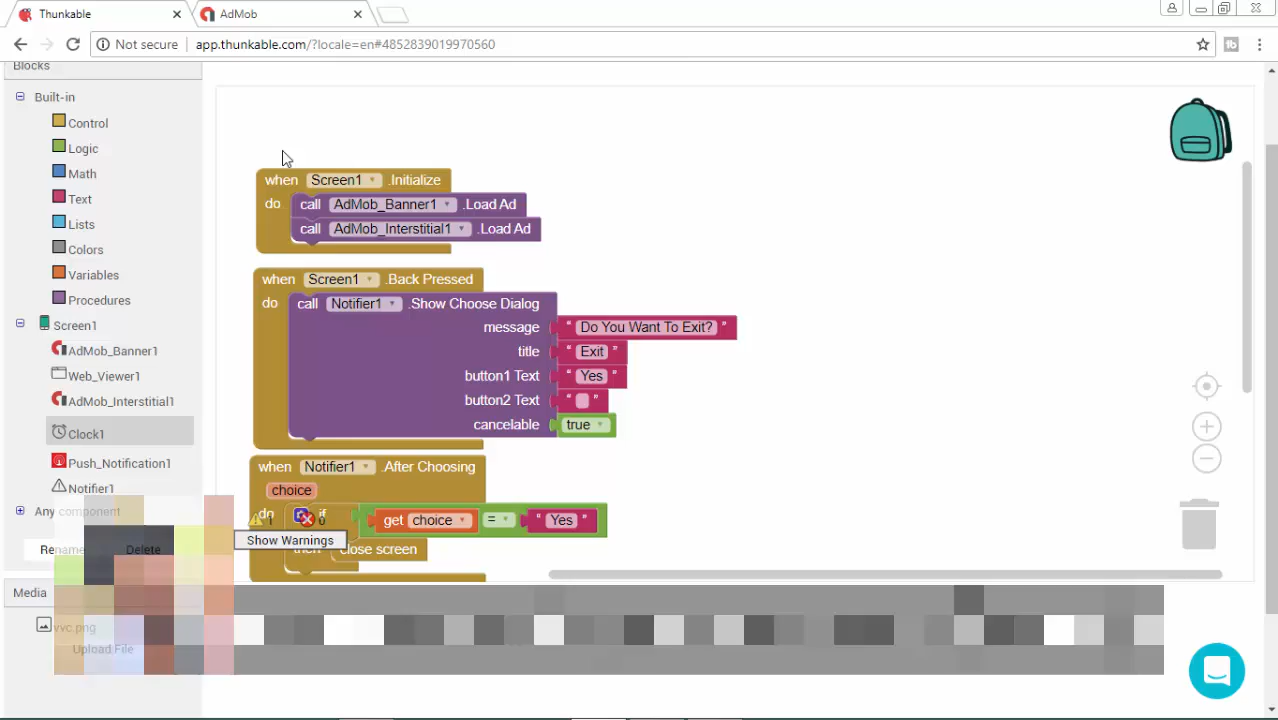 Thunkable
AdMob
Not secure
app.thunkable.com/?locale=en#4852839019970560
Blocks
Built-in
Control
Logic
Math
Text
Lists
Colors
Variables
Procedures
Screen1
AdMob_Banner1
Web_Viewer1
AdMob_Interstitial1
Clock1
Push_Notification1
Notifier1
Any component
Rename
Delete
Media
vvc.png
Upload File
when Screen1 .Initialize
do call AdMob_Banner1 .Load Ad
call AdMob_Interstitial1 .Load Ad
when Screen1 .Back Pressed
do call Notifier1 .Show Choose Dialog
message " Do You Want To Exit? "
title " Exit "
button1 Text " Yes "
button2 Text " "
cancelable true
when Notifier1 .After Choosing
choice
do if get choice = " Yes "
1 0
Show Warnings
then close screen